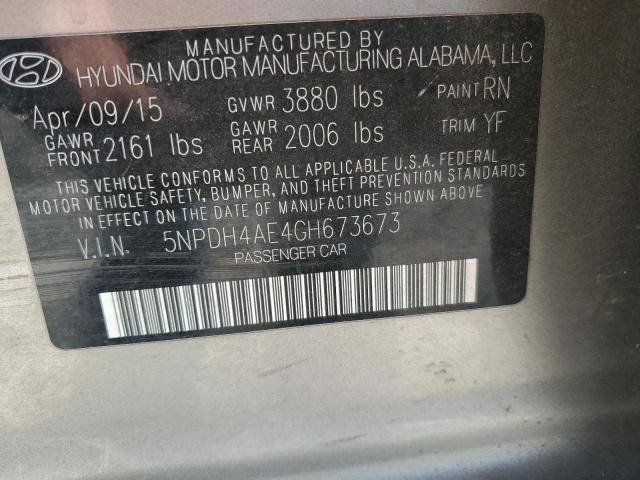 MANUFACTURED BY
HYUNDAI MOTOR MANUFACTURING ALABAMA, LLC
Apr/09/15 GVWR 3880 lbs PAINT RN
GAWR FRONT 2161 lbs GAWR REAR 2006 lbs TRIM YF
THIS VEHICLE CONFORMS TO ALL APPLICABLE U.S.A. FEDERAL
MOTOR VEHICLE SAFETY, BUMPER, AND THEFT PREVENTION STANDARDS
IN EFFECT ON THE DATE OF MANUFACTURE SHOWN ABOVE
V.I.N. 5NPDH4AE4GH673673
PASSENGER CAR